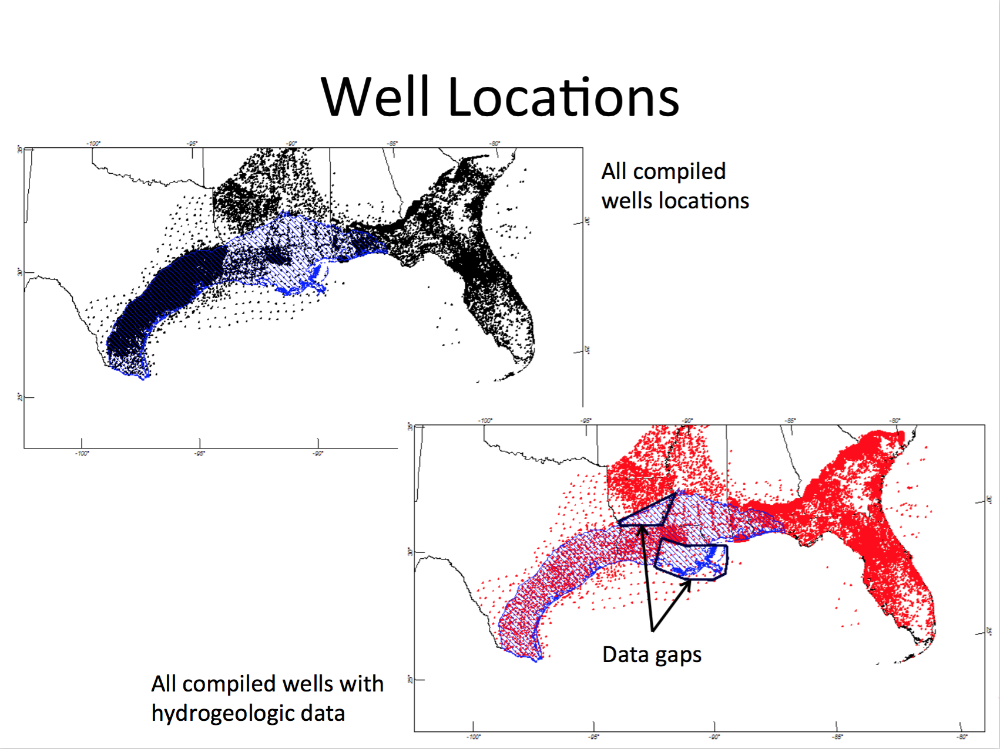 Well Locations
-100° -95° -90° -85° -80°
35°
30°
25°
30°
25°
-100° -95° -90°
All compiled
wells locations
-100° -95° -90° -85° -80°
35°
30°
25°
30°
25°
-100° -95° -90° -85° -80°
Data gaps
All compiled wells with
hydrogeologic data